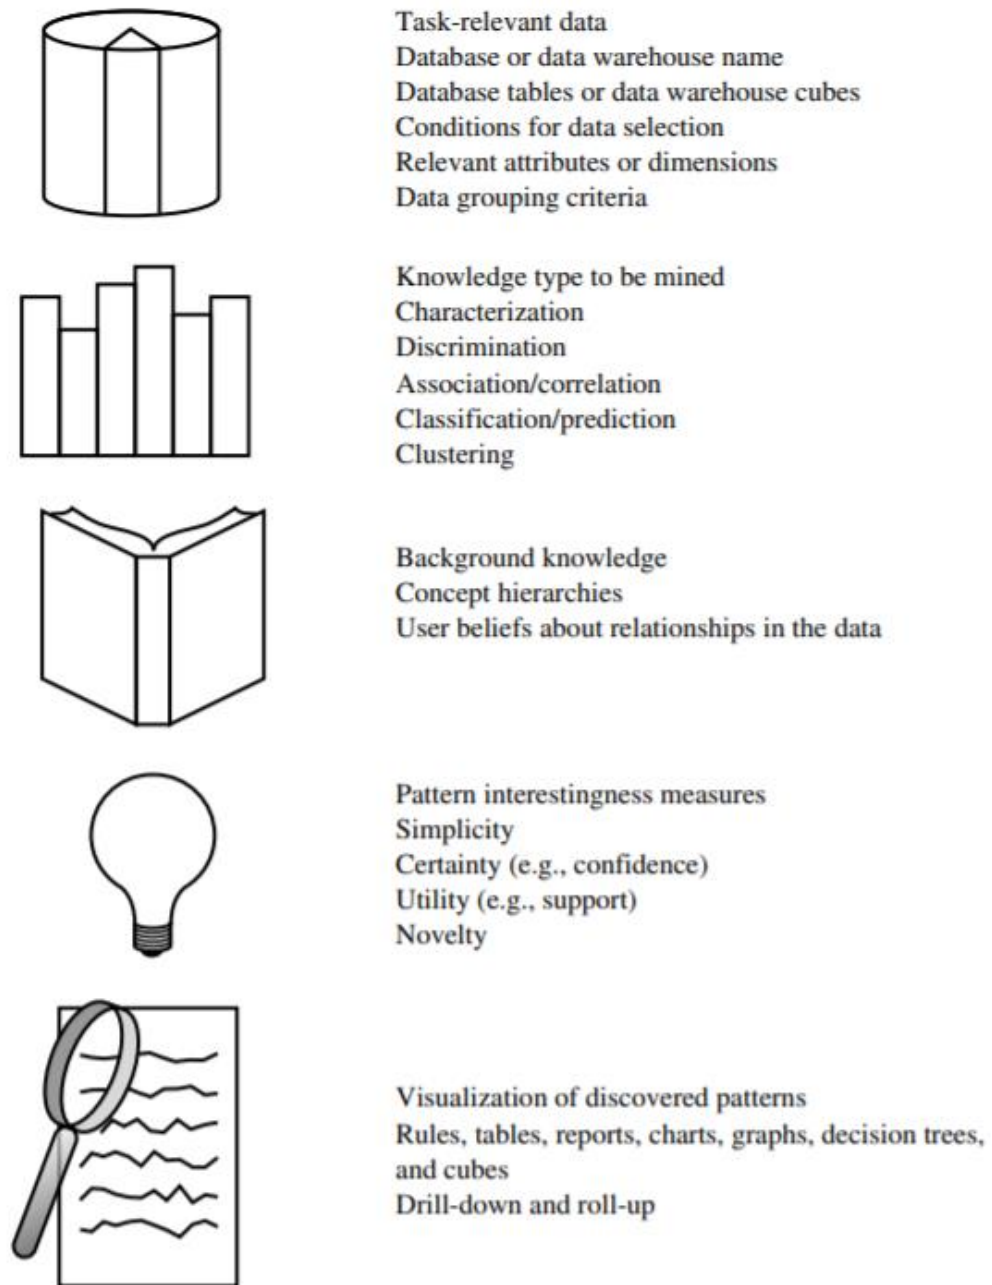 Task-relevant data
Database or data warehouse name
Database tables or data warehouse cubes
Conditions for data selection
Relevant attributes or dimensions
Data grouping criteria
Knowledge type to be mined
Characterization
Discrimination
Association/correlation
Classification/prediction
Clustering
Background knowledge
Concept hierarchies
User beliefs about relationships in the data
Pattern interestingness measures
Simplicity
Certainty (e.g., confidence)
Utility (e.g., support)
Novelty
Visualization of discovered patterns
Rules, tables, reports, charts, graphs, decision trees,
and cubes
Drill-down and roll-up